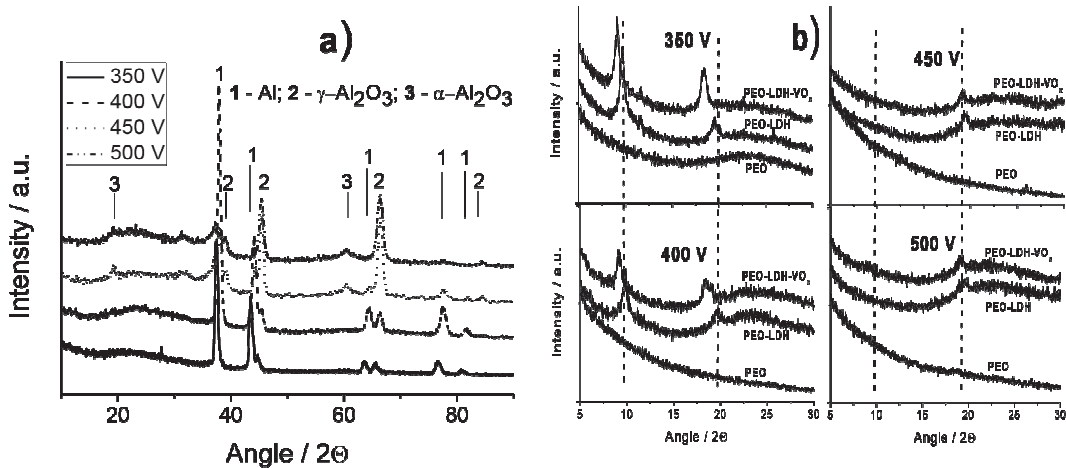 a)
350 V
400 V
450 V
500 V
1 - Al; 2 - γ–Al2O3; 3 - α–Al2O3
1
3
2
1
2
3
1
2
1
1
2
Intensity / a.u.
20
40
60
80
Angle / 2Θ
b)
350 V
PEO-LDH-VOx
PEO-LDH
PEO
Intensity / a.u.
450 V
PEO-LDH-VOx
PEO-LDH
PEO
400 V
PEO-LDH-VOx
PEO-LDH
PEO
Intensity / a.u.
5 10 15 20 25 30
Angle / 2Θ
500 V
PEO-LDH-VOx
PEO-LDH
PEO
5 10 15 20 25 30
Angle / 2Θ